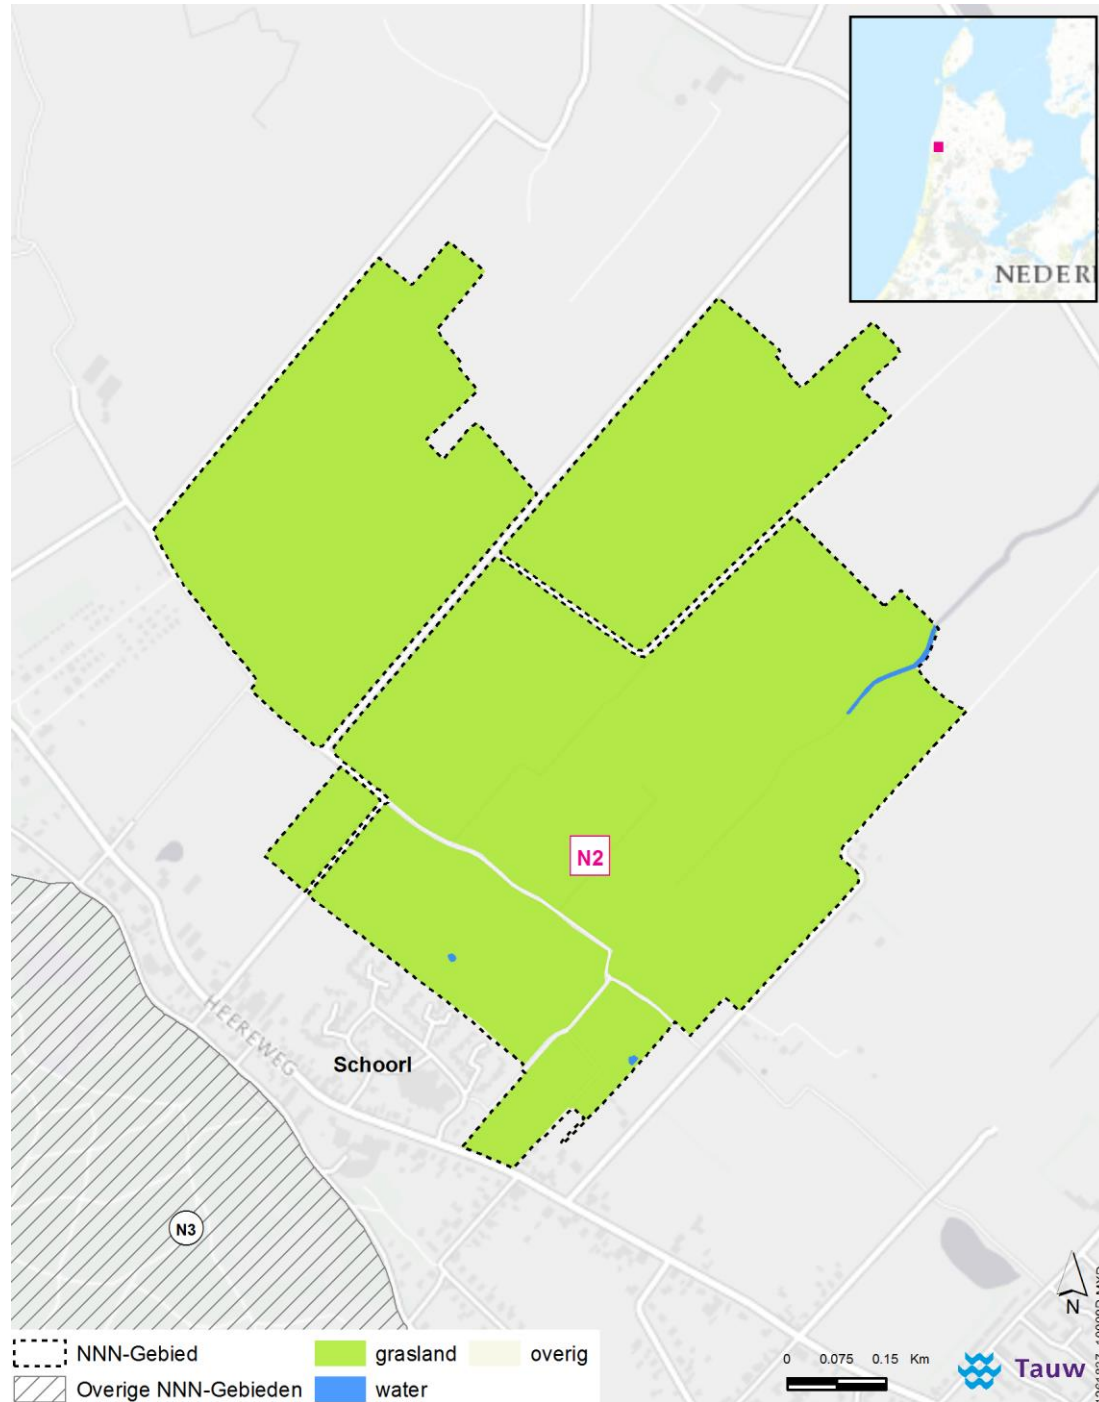 NEDERL
N2
HEEREWEG
Schoorl
N3
N
NNN-Gebied
grasland
overig
Overige NNN-Gebieden
water
0 0.075 0.15 Km
Tauw